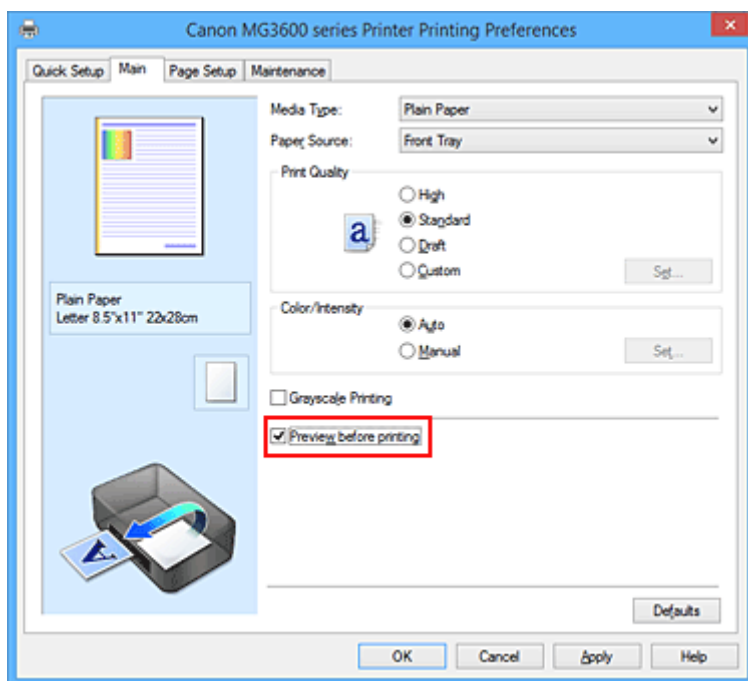 Canon MG3600 series Printer Printing Preferences
Quick Setup Main Page Setup Maintenance
Media Type: Plain Paper
Paper Source: Front Tray
Print Quality
High
a Standard
Draft
Custom Set...
Plain Paper
Letter 8.5"x11" 22x28cm
Color/Intensity
Auto
Manual Set...
Grayscale Printing
Preview before printing
A
Defaults
OK Cancel Apply Help